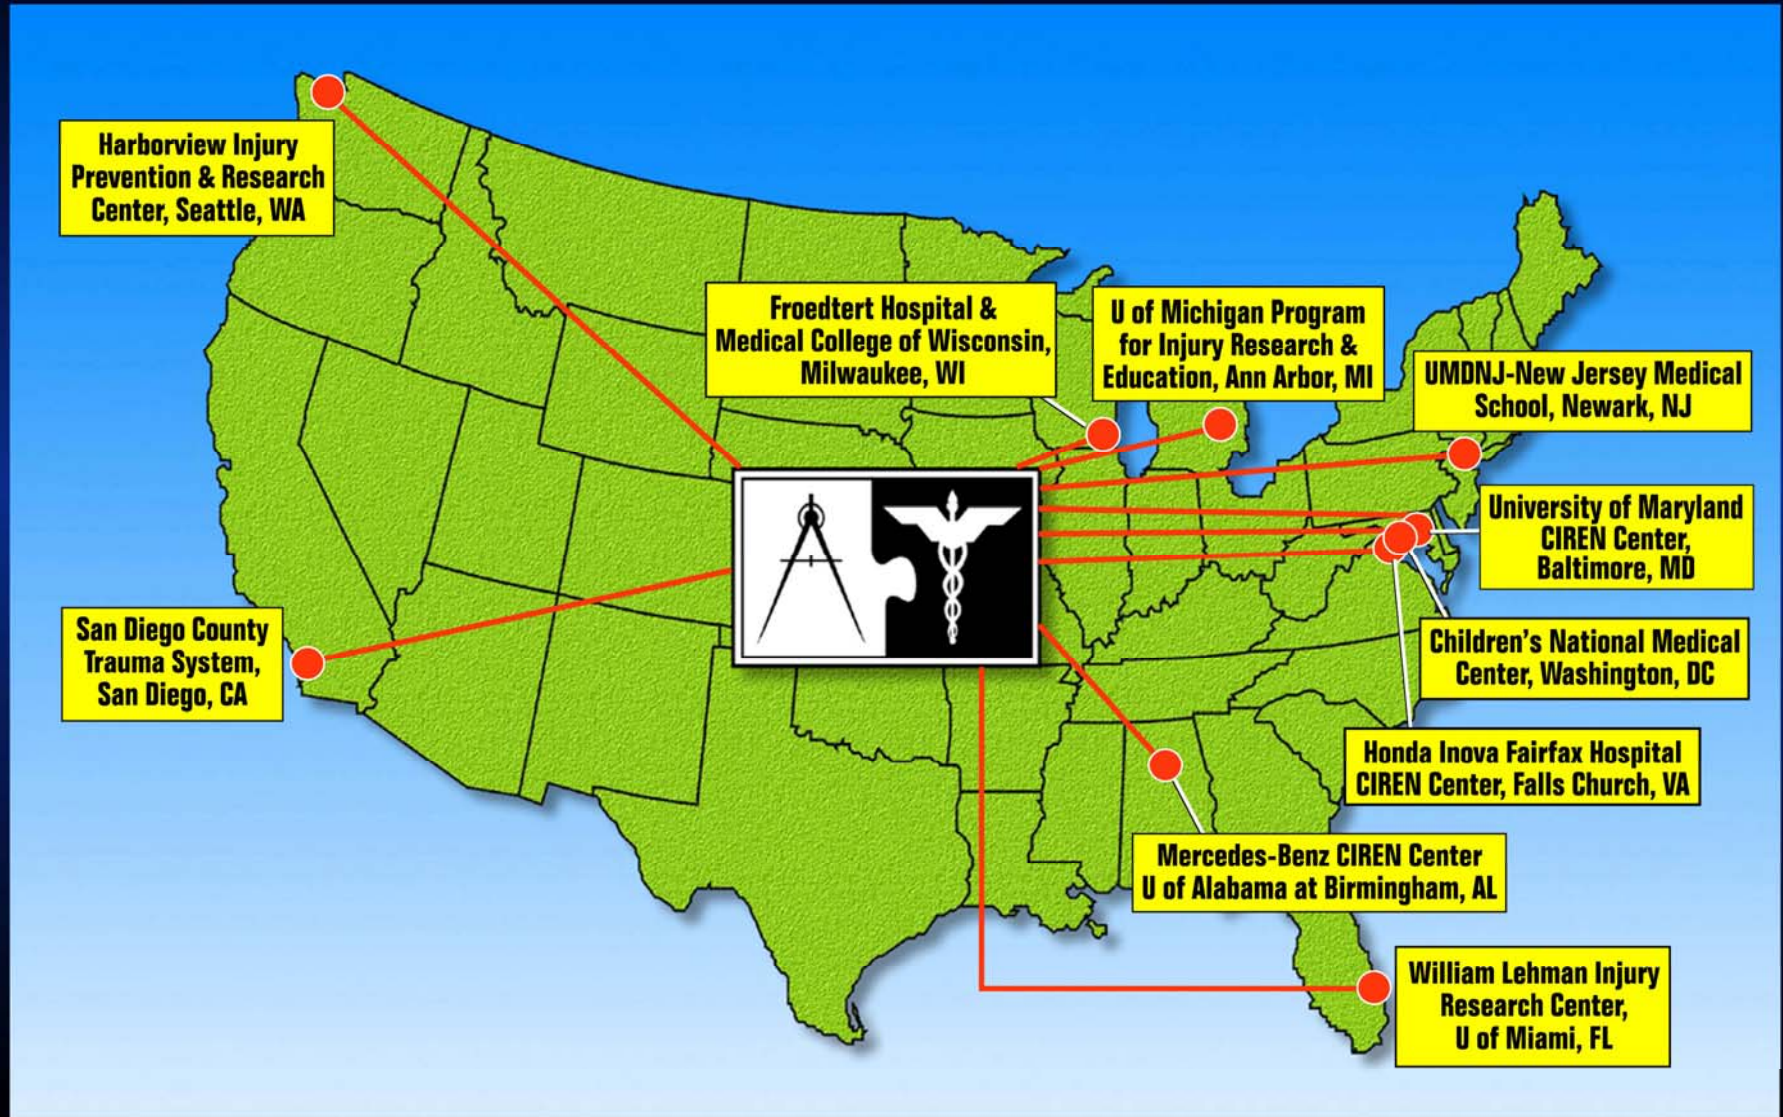 Harborview Injury
Prevention & Research
Center, Seattle, WA
Froedtert Hospital &
Medical College of Wisconsin,
Milwaukee, WI
U of Michigan Program
for Injury Research &
Education, Ann Arbor, MI
UMDNJ-New Jersey Medical
School, Newark, NJ
University of Maryland
CIREN Center,
Baltimore, MD
San Diego County
Trauma System,
San Diego, CA
Children's National Medical
Center, Washington, DC
Honda Inova Fairfax Hospital
CIREN Center, Falls Church, VA
Mercedes-Benz CIREN Center
U of Alabama at Birmingham, AL
William Lehman Injury
Research Center,
U of Miami, FL